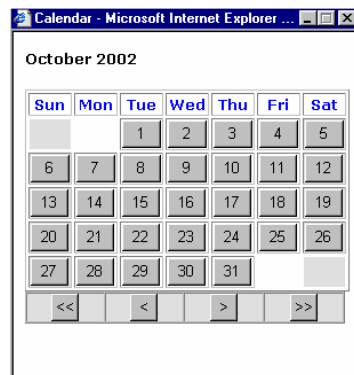 Calendar - Microsoft Internet Explorer ...
October 2002
Sun Mon Tue Wed Thu Fri Sat
1 2 3 4 5
6 7 8 9 10 11 12
13 14 15 16 17 18 19
20 21 22 23 24 25 26
27 28 29 30 31
<< < > >>